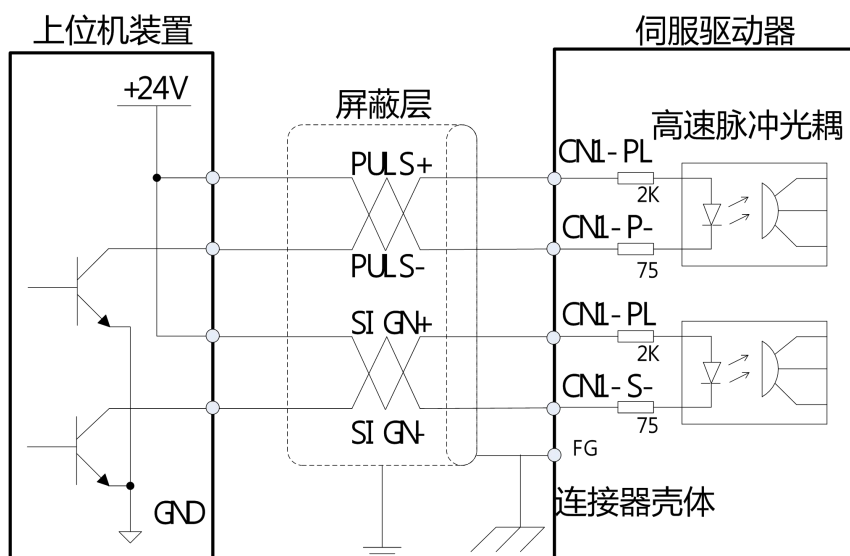 上位机装置
伺服驱动器
+24V
屏蔽层
高速脉冲光耦
PULS+
CN1-PL
2K
CN1-P-
PULS-
75
SIGN+
CN1-PL
2K
CN1-S-
SIGN-
75
FG
GND
连接器壳体